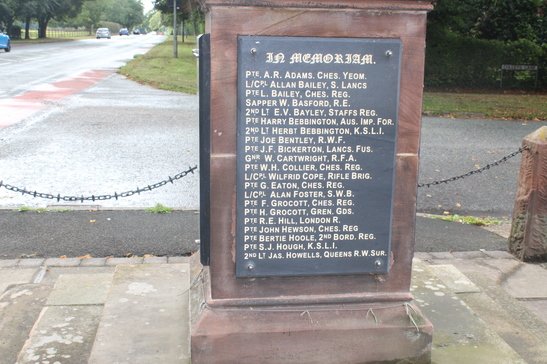 IN MEMORIAM.
PTE. A.R. ADAMS, CHES. YEOM.
L/CPL ALLAN BAILEY, S. LANCS
PTE L. BAILEY, CHES. REG.
SAPPER W. BASFORD, R.E.
2ND LT E.V. BAYLEY, STAFFS REG.
PTE HARRY BEBBINGTON, AUS. IMP. FOR.
2ND LT HERBY BEBBINGTON, K.S.L.I.
PTE JOE BENTLEY, R.W.F.
PTE J.F. BICKERTON, LANCS. FUS.
GNR W. CARTWRIGHT, R.F.A.
PTE W.H. COLLIER, CHES. REG.
L/CPL WILFRID COPE, RIFLE BRIG.
PTE G. EATON, CHES. REG.
L/CPL ALAN FOSTER, S.W.B.
PTE F. GROCOTT, CHES. REG.
PTE H. GROCOTT, GREN. GDS.
PTE R.E. HILL, LONDON R.
PTE JOHN HEWSON, CHES. REG
PTE BERTIE HOOLE, 2ND BORD. REG.
PTE S.J. HOUGH, K.S.L.I.
2ND LT JAS. HOWELLS, QUEENS R.W. SUR.